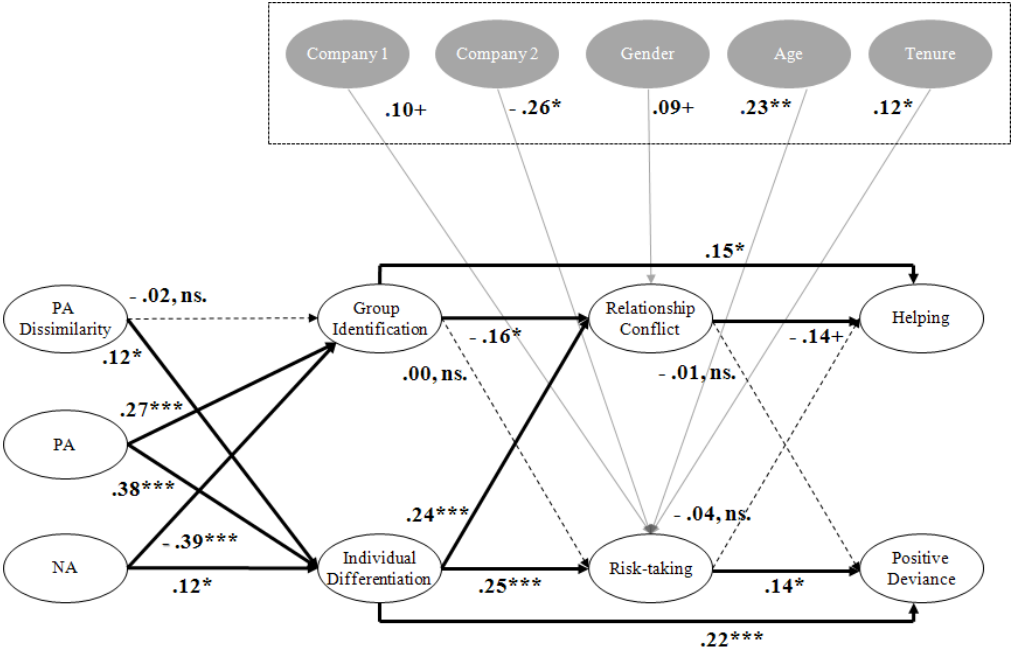 Company 1
Company 2
Gender
Age
Tenure
.10+
- .26*
.09+
.23**
.12*
.15*
PA
Dissimilarity
- .02, ns.
Group
Identification
Relationship
Conflict
Helping
- .16*
- .14+
.12*
.00, ns.
- .01, ns.
.27***
PA
.38***
.24***
- .04, ns.
- .39***
NA
Individual
Differentiation
Risk-taking
Positive
Deviance
.12*
.25***
.14*
.22***